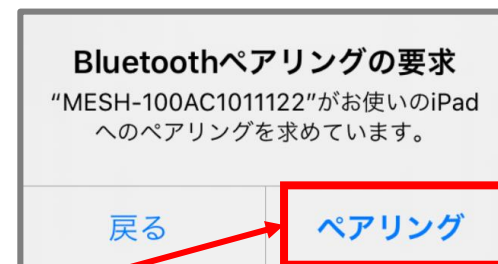 Bluetoothペアリングの要求
“MESH-100AC1011122”がお使いのiPad
へのペアリングを求めています。
戻る
ペアリング